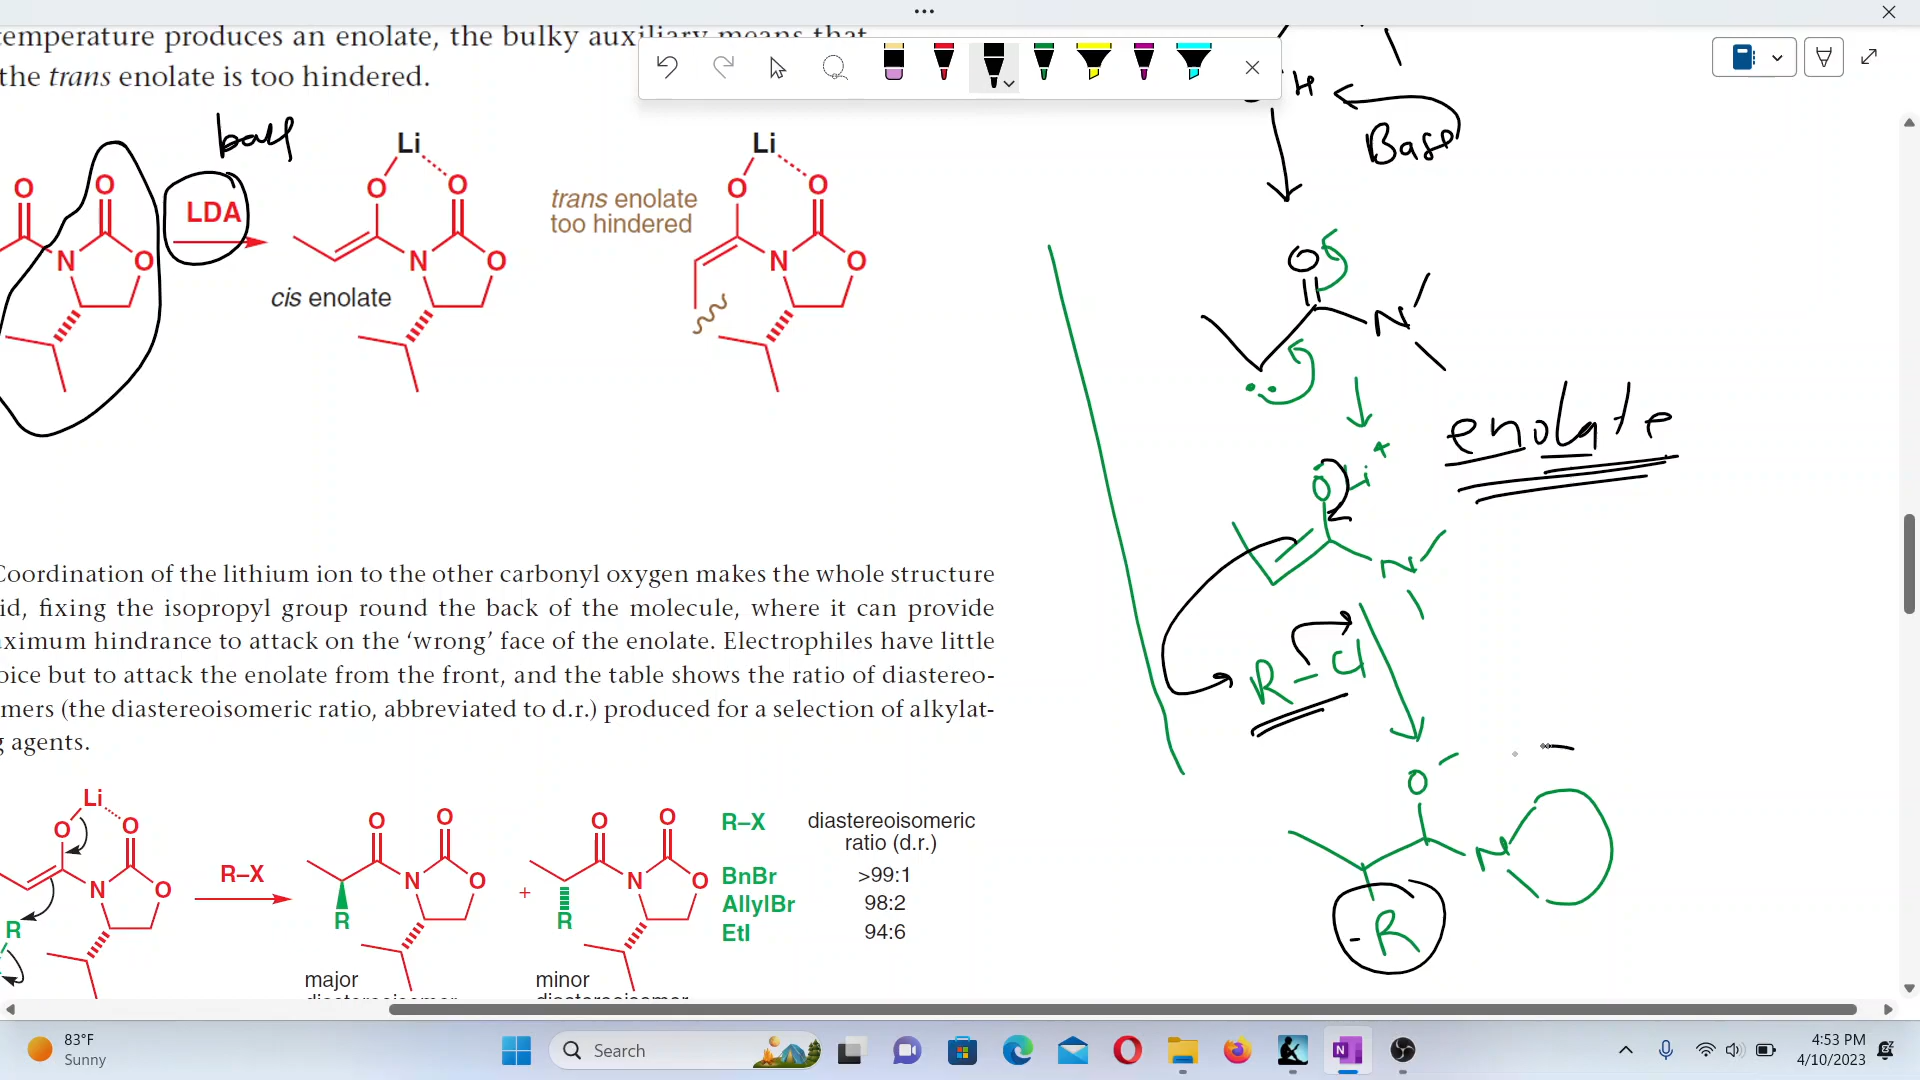 temperature produces an enolate, the bulky auxiliary means that
the trans enolate is too hindered.
H
Base
ball
Li
Li
O
O
LDA
O
O
trans enolate
too hindered
O
O
N
O
N
O
N
O
cis enolate
O
N
enolate
O Li +
N
R – Cl
Coordination of the lithium ion to the other carbonyl oxygen makes the whole structure
id, fixing the isopropyl group round the back of the molecule, where it can provide
aximum hindrance to attack on the ‘wrong’ face of the enolate. Electrophiles have little
oice but to attack the enolate from the front, and the table shows the ratio of diastereo-
mers (the diastereoisomeric ratio, abbreviated to d.r.) produced for a selection of alkylat-
g agents.
Li
O
O
O
O
O
O
R–X
diastereoisomeric
ratio (d.r.)
R–X
N
O
N
O
+
N
O
BnBr
>99:1
AllylBr
98:2
EtI
94:6
R
R
R
major
minor
O –
N
R
83°F
Sunny
Search
4:53 PM
4/10/2023